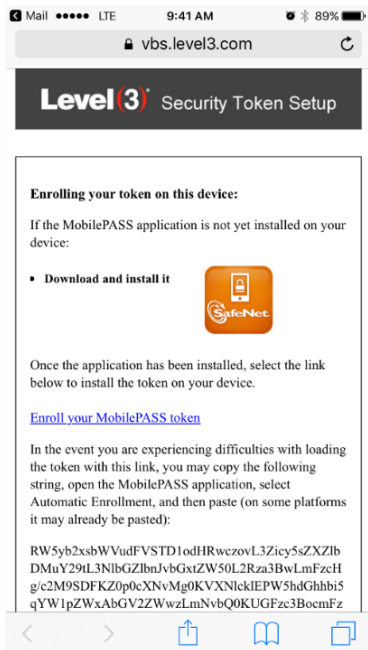 Mail LTE 9:41 AM 89%
vbs.level3.com
Level(3) Security Token Setup
Enrolling your token on this device:
If the MobilePASS application is not yet installed on your
device:
• Download and install it
SafeNet
Once the application has been installed, select the link
below to install the token on your device.
Enroll your MobilePASS token
In the event you are experiencing difficulties with loading
the token with this link, you may copy the following
string, open the MobilePASS application, select
Automatic Enrollment, and then paste (on some platforms
it may already be pasted):
RW5yb2xsbWVudFVSTD1odHRwczovL3Zicy5sZXZlb
DMuY29tL3NlbGZlbnJvbGxtZW50L2Rza3BwLmFzcH
g/c2M9SDFKZ0p0cXNvMg0KVXNlcklEPW5hdGhhbi5
qYW1pZWxAbGV2ZWwzLmNvbQ0KUGFzc3BocmFz